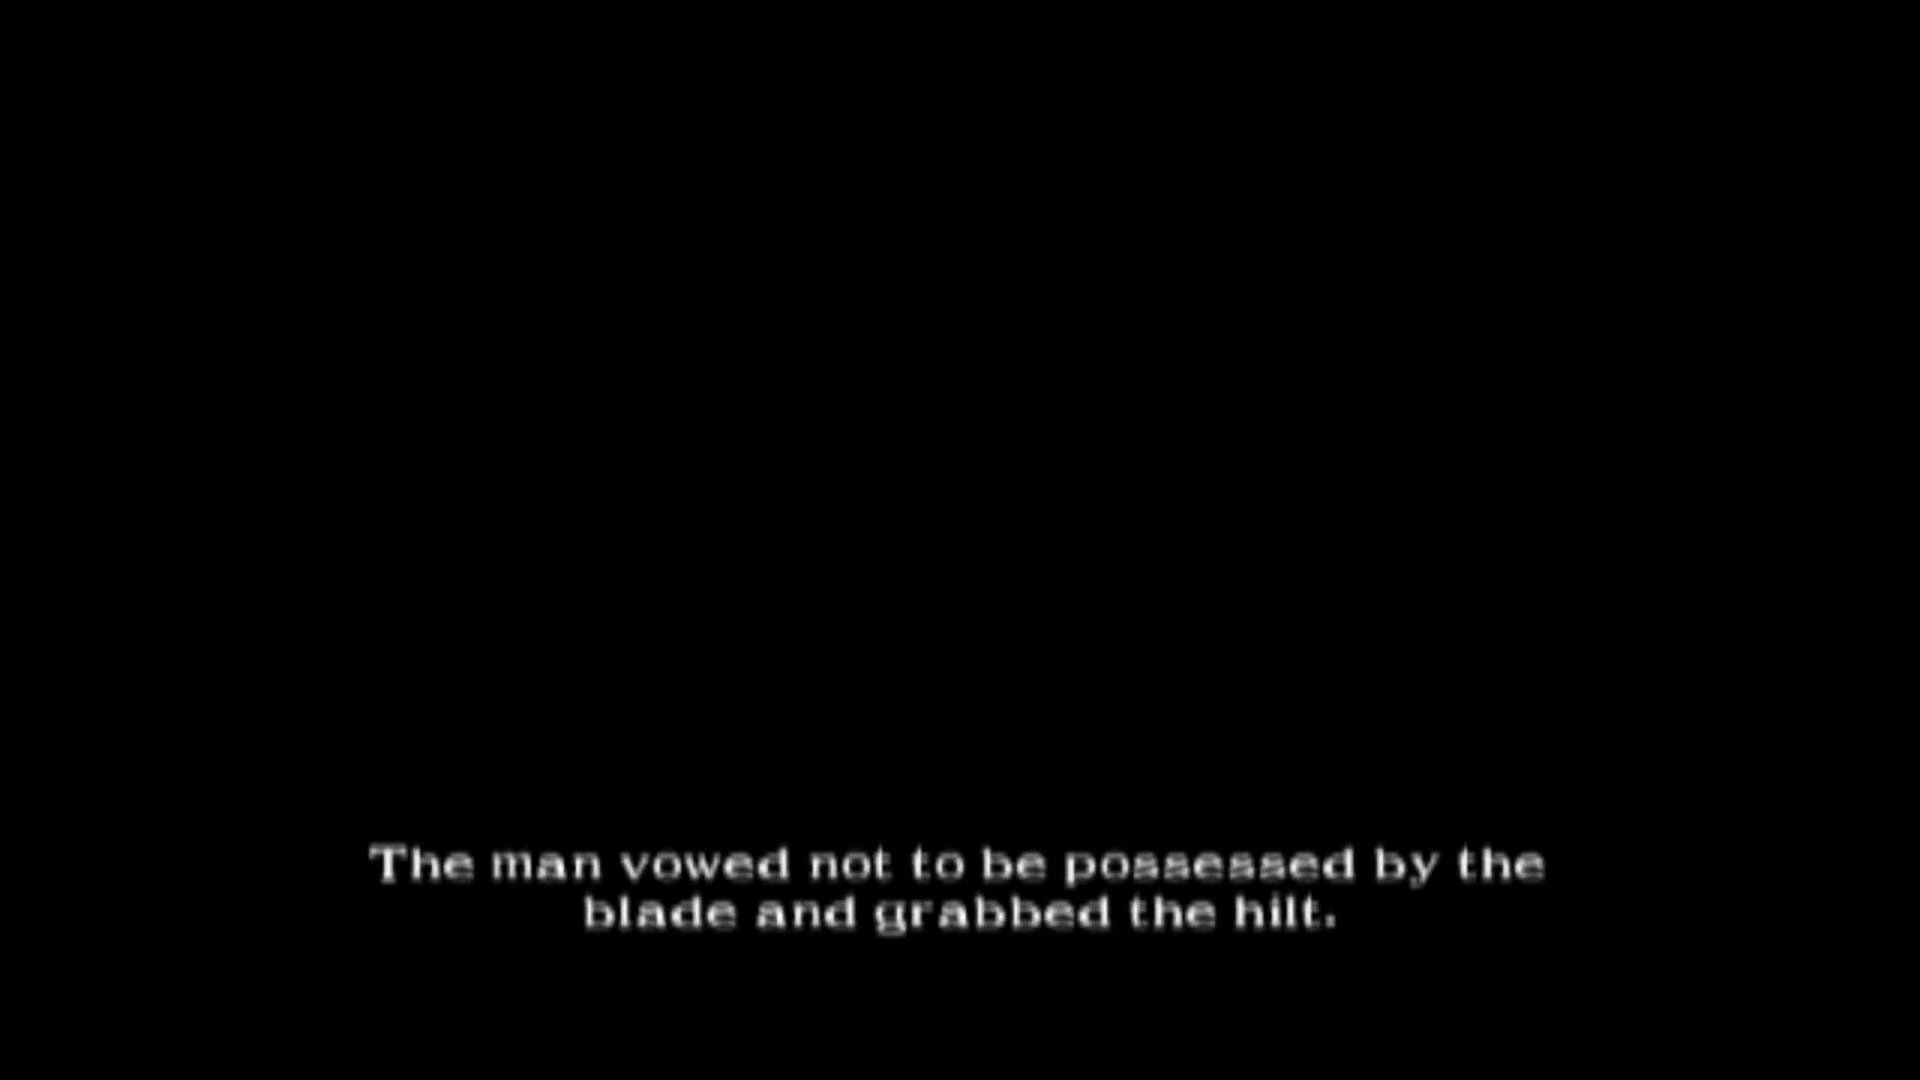 The man vowed not to be possessed by the
blade and grabbed the hilt.